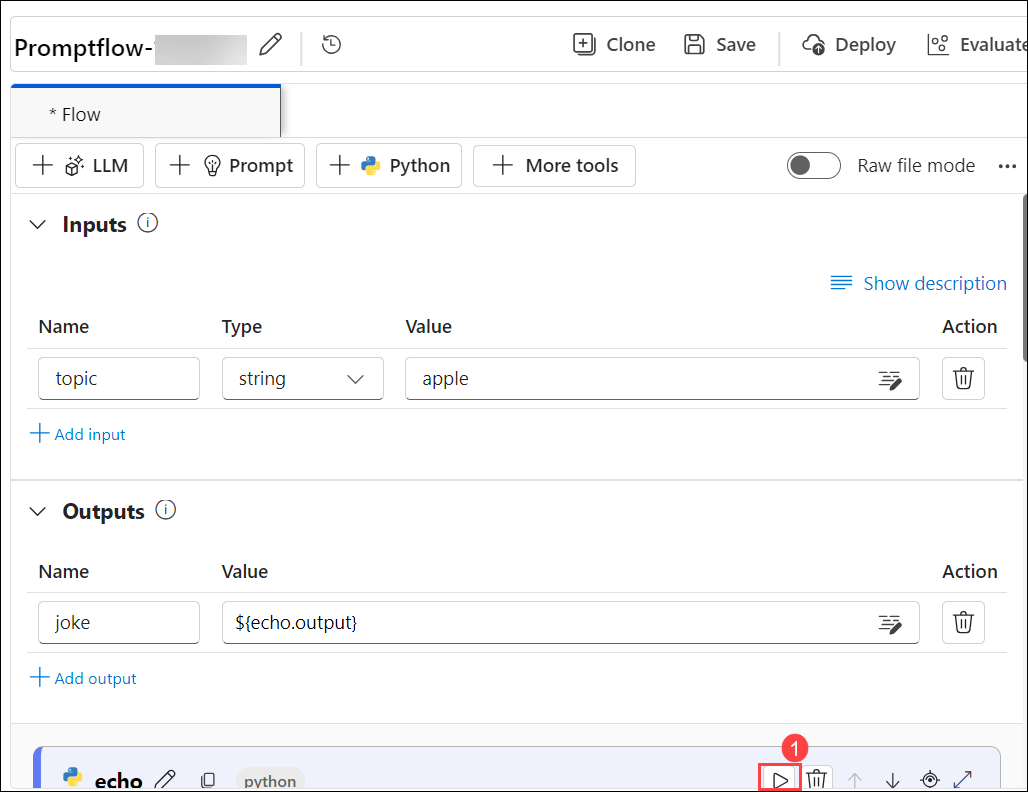 Promptflow-
Clone
Save
Deploy
Evaluate
* Flow
LLM
Prompt
Python
More tools
Raw file mode
Inputs
Show description
Name Type Value Action
topic string apple
Add input
Outputs
Name Value Action
joke ${echo.output}
Add output
1
echo python